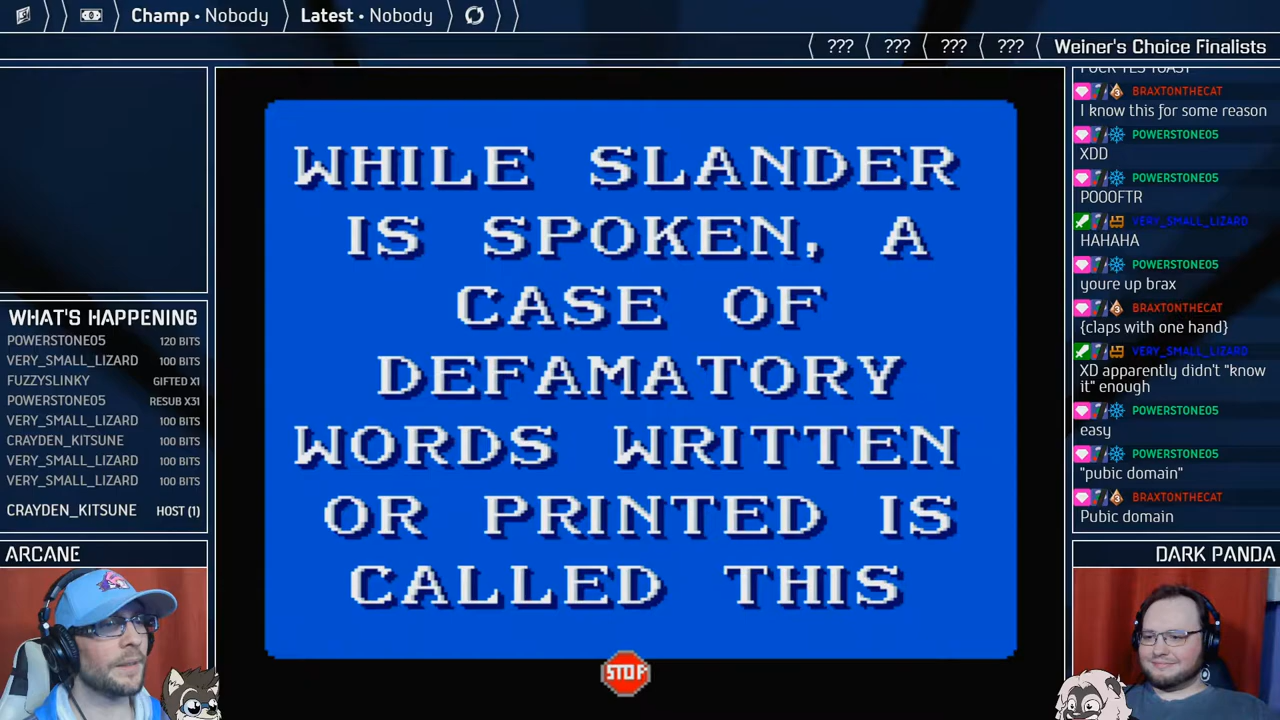 Champ • Nobody
Latest • Nobody
??? ??? ??? ??? Weiner's Choice Finalists
WHILE SLANDER
IS SPOKEN, A
CASE OF
DEFAMATORY
WORDS WRITTEN
OR PRINTED IS
CALLED THIS
STOP
WHAT'S HAPPENING
POWERSTONE05 120 BITS
VERY_SMALL_LIZARD 100 BITS
FUZZYSLINKY GIFTED X1
POWERSTONE05 RESUB X31
VERY_SMALL_LIZARD 100 BITS
CRAYDEN_KITSUNE 100 BITS
VERY_SMALL_LIZARD 100 BITS
VERY_SMALL_LIZARD 100 BITS
CRAYDEN_KITSUNE HOST (1)
ARCANE
FUCK YES TOAST
BRAXTONTHECAT
I know this for some reason
POWERSTONE05
XDD
POWERSTONE05
POOOFTR
VERY_SMALL_LIZARD
HAHAHA
POWERSTONE05
youre up brax
BRAXTONTHECAT
{claps with one hand}
VERY_SMALL_LIZARD
XD apparently didn't "know
it" enough
POWERSTONE05
easy
POWERSTONE05
"pubic domain"
BRAXTONTHECAT
Pubic domain
DARK PANDA